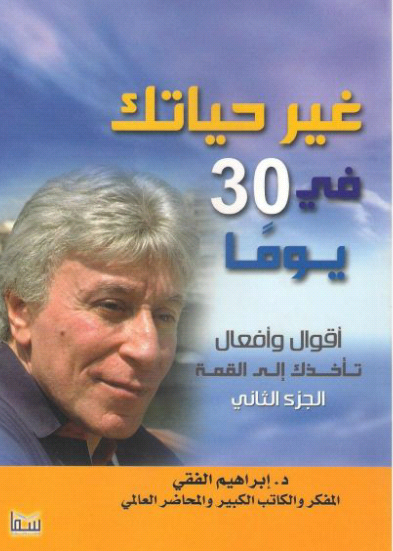 غير حياتك
في 30
يومًا
أقوال وأفعال
تأخذك إلى القمة
الجزء الثاني
د. إبراهيم الفقي
المفكر والكاتب الكبير والمحاضر العالمي
سما